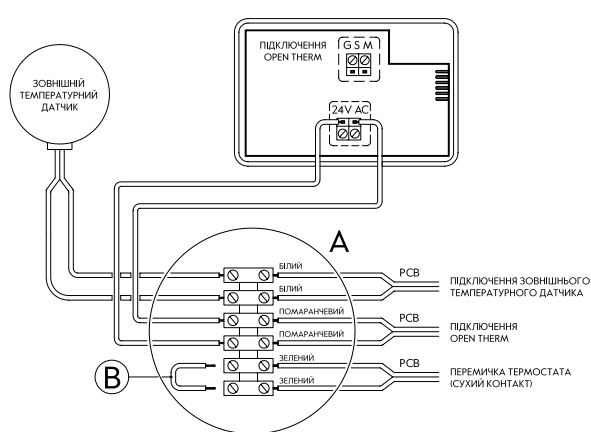 ПІДКЛЮЧЕННЯ
OPEN THERM
G S M
ЗОВНІШНІЙ
ТЕМПЕРАТУРНИЙ
ДАТЧИК
24V AC
A
БІЛИЙ
PCB
БІЛИЙ
ПІДКЛЮЧЕННЯ ЗОВНІШНЬОГО
ТЕМПЕРАТУРНОГО ДАТЧИКА
ПОМАРАНЧЕВИЙ
PCB
ПОМАРАНЧЕВИЙ
ПІДКЛЮЧЕННЯ
OPEN THERM
ЗЕЛЕНИЙ
PCB
ЗЕЛЕНИЙ
ПЕРЕМИЧКА ТЕРМОСТАТА
(СУХИЙ КОНТАКТ)
B